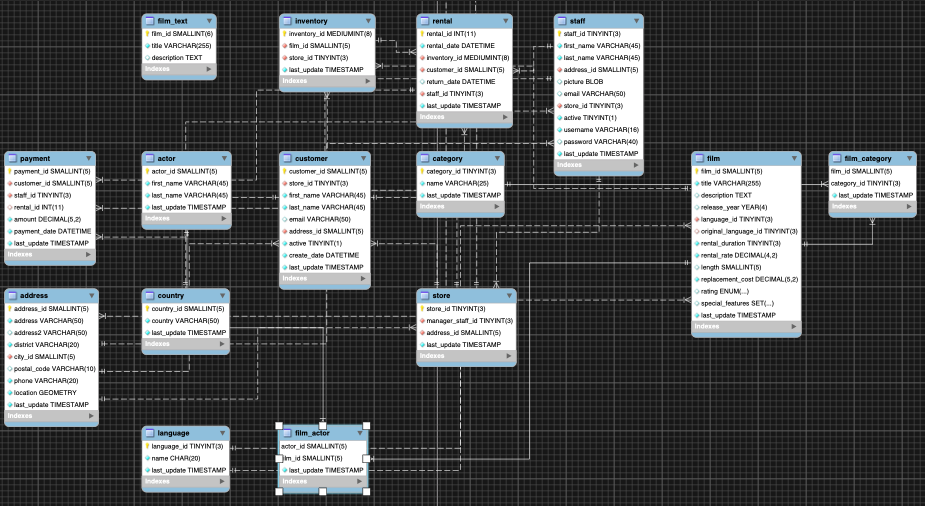 film_text
film_id SMALLINT(6)
title VARCHAR(255)
description TEXT
Indexes
inventory
inventory_id MEDIUMINT(8)
film_id SMALLINT(5)
store_id TINYINT(3)
last_update TIMESTAMP
Indexes
rental
rental_id INT(11)
rental_date DATETIME
inventory_id MEDIUMINT(8)
customer_id SMALLINT(5)
return_date DATETIME
staff_id TINYINT(3)
last_update TIMESTAMP
Indexes
staff
staff_id TINYINT(3)
first_name VARCHAR(45)
last_name VARCHAR(45)
address_id SMALLINT(5)
picture BLOB
email VARCHAR(50)
store_id TINYINT(3)
active TINYINT(1)
username VARCHAR(16)
password VARCHAR(40)
last_update TIMESTAMP
Indexes
payment
payment_id SMALLINT(5)
customer_id SMALLINT(5)
staff_id TINYINT(3)
rental_id INT(11)
amount DECIMAL(5,2)
payment_date DATETIME
last_update TIMESTAMP
Indexes
actor
actor_id SMALLINT(5)
first_name VARCHAR(45)
last_name VARCHAR(45)
last_update TIMESTAMP
Indexes
customer
customer_id SMALLINT(5)
store_id TINYINT(3)
first_name VARCHAR(45)
last_name VARCHAR(45)
email VARCHAR(50)
address_id SMALLINT(5)
active TINYINT(1)
create_date DATETIME
last_update TIMESTAMP
Indexes
category
category_id TINYINT(3)
name VARCHAR(25)
last_update TIMESTAMP
Indexes
film
film_id SMALLINT(5)
title VARCHAR(255)
description TEXT
release_year YEAR(4)
language_id TINYINT(3)
original_language_id TINYINT(3)
rental_duration TINYINT(3)
rental_rate DECIMAL(4,2)
length SMALLINT(5)
replacement_cost DECIMAL(5,2)
rating ENUM(...)
special_features SET(...)
last_update TIMESTAMP
Indexes
film_category
film_id SMALLINT(5)
category_id TINYINT(3)
last_update TIMESTAMP
Indexes
address
address_id SMALLINT(5)
address VARCHAR(50)
address2 VARCHAR(50)
district VARCHAR(20)
city_id SMALLINT(5)
postal_code VARCHAR(10)
phone VARCHAR(20)
location GEOMETRY
last_update TIMESTAMP
Indexes
country
country_id SMALLINT(5)
country VARCHAR(50)
last_update TIMESTAMP
Indexes
store
store_id TINYINT(3)
manager_staff_id TINYINT(3)
address_id SMALLINT(5)
last_update TIMESTAMP
Indexes
language
language_id TINYINT(3)
name CHAR(20)
last_update TIMESTAMP
Indexes
film_actor
actor_id SMALLINT(5)
ilm_id SMALLINT(5)
last_update TIMESTAMP
Indexes